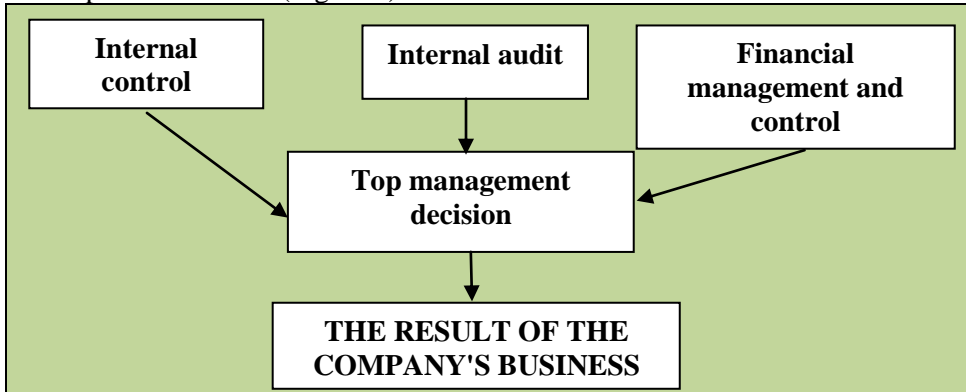 Internal
control
Internal audit
Financial
management and
control
Top management
decision
THE RESULT OF THE
COMPANY'S BUSINESS